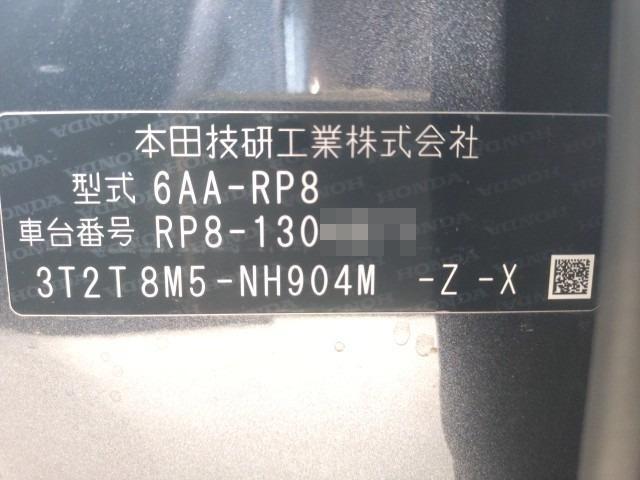 本田技研工業株式会社
型式 6AA-RP8
車台番号 RP8-130
3T2T8M5-NH904M -Z -X